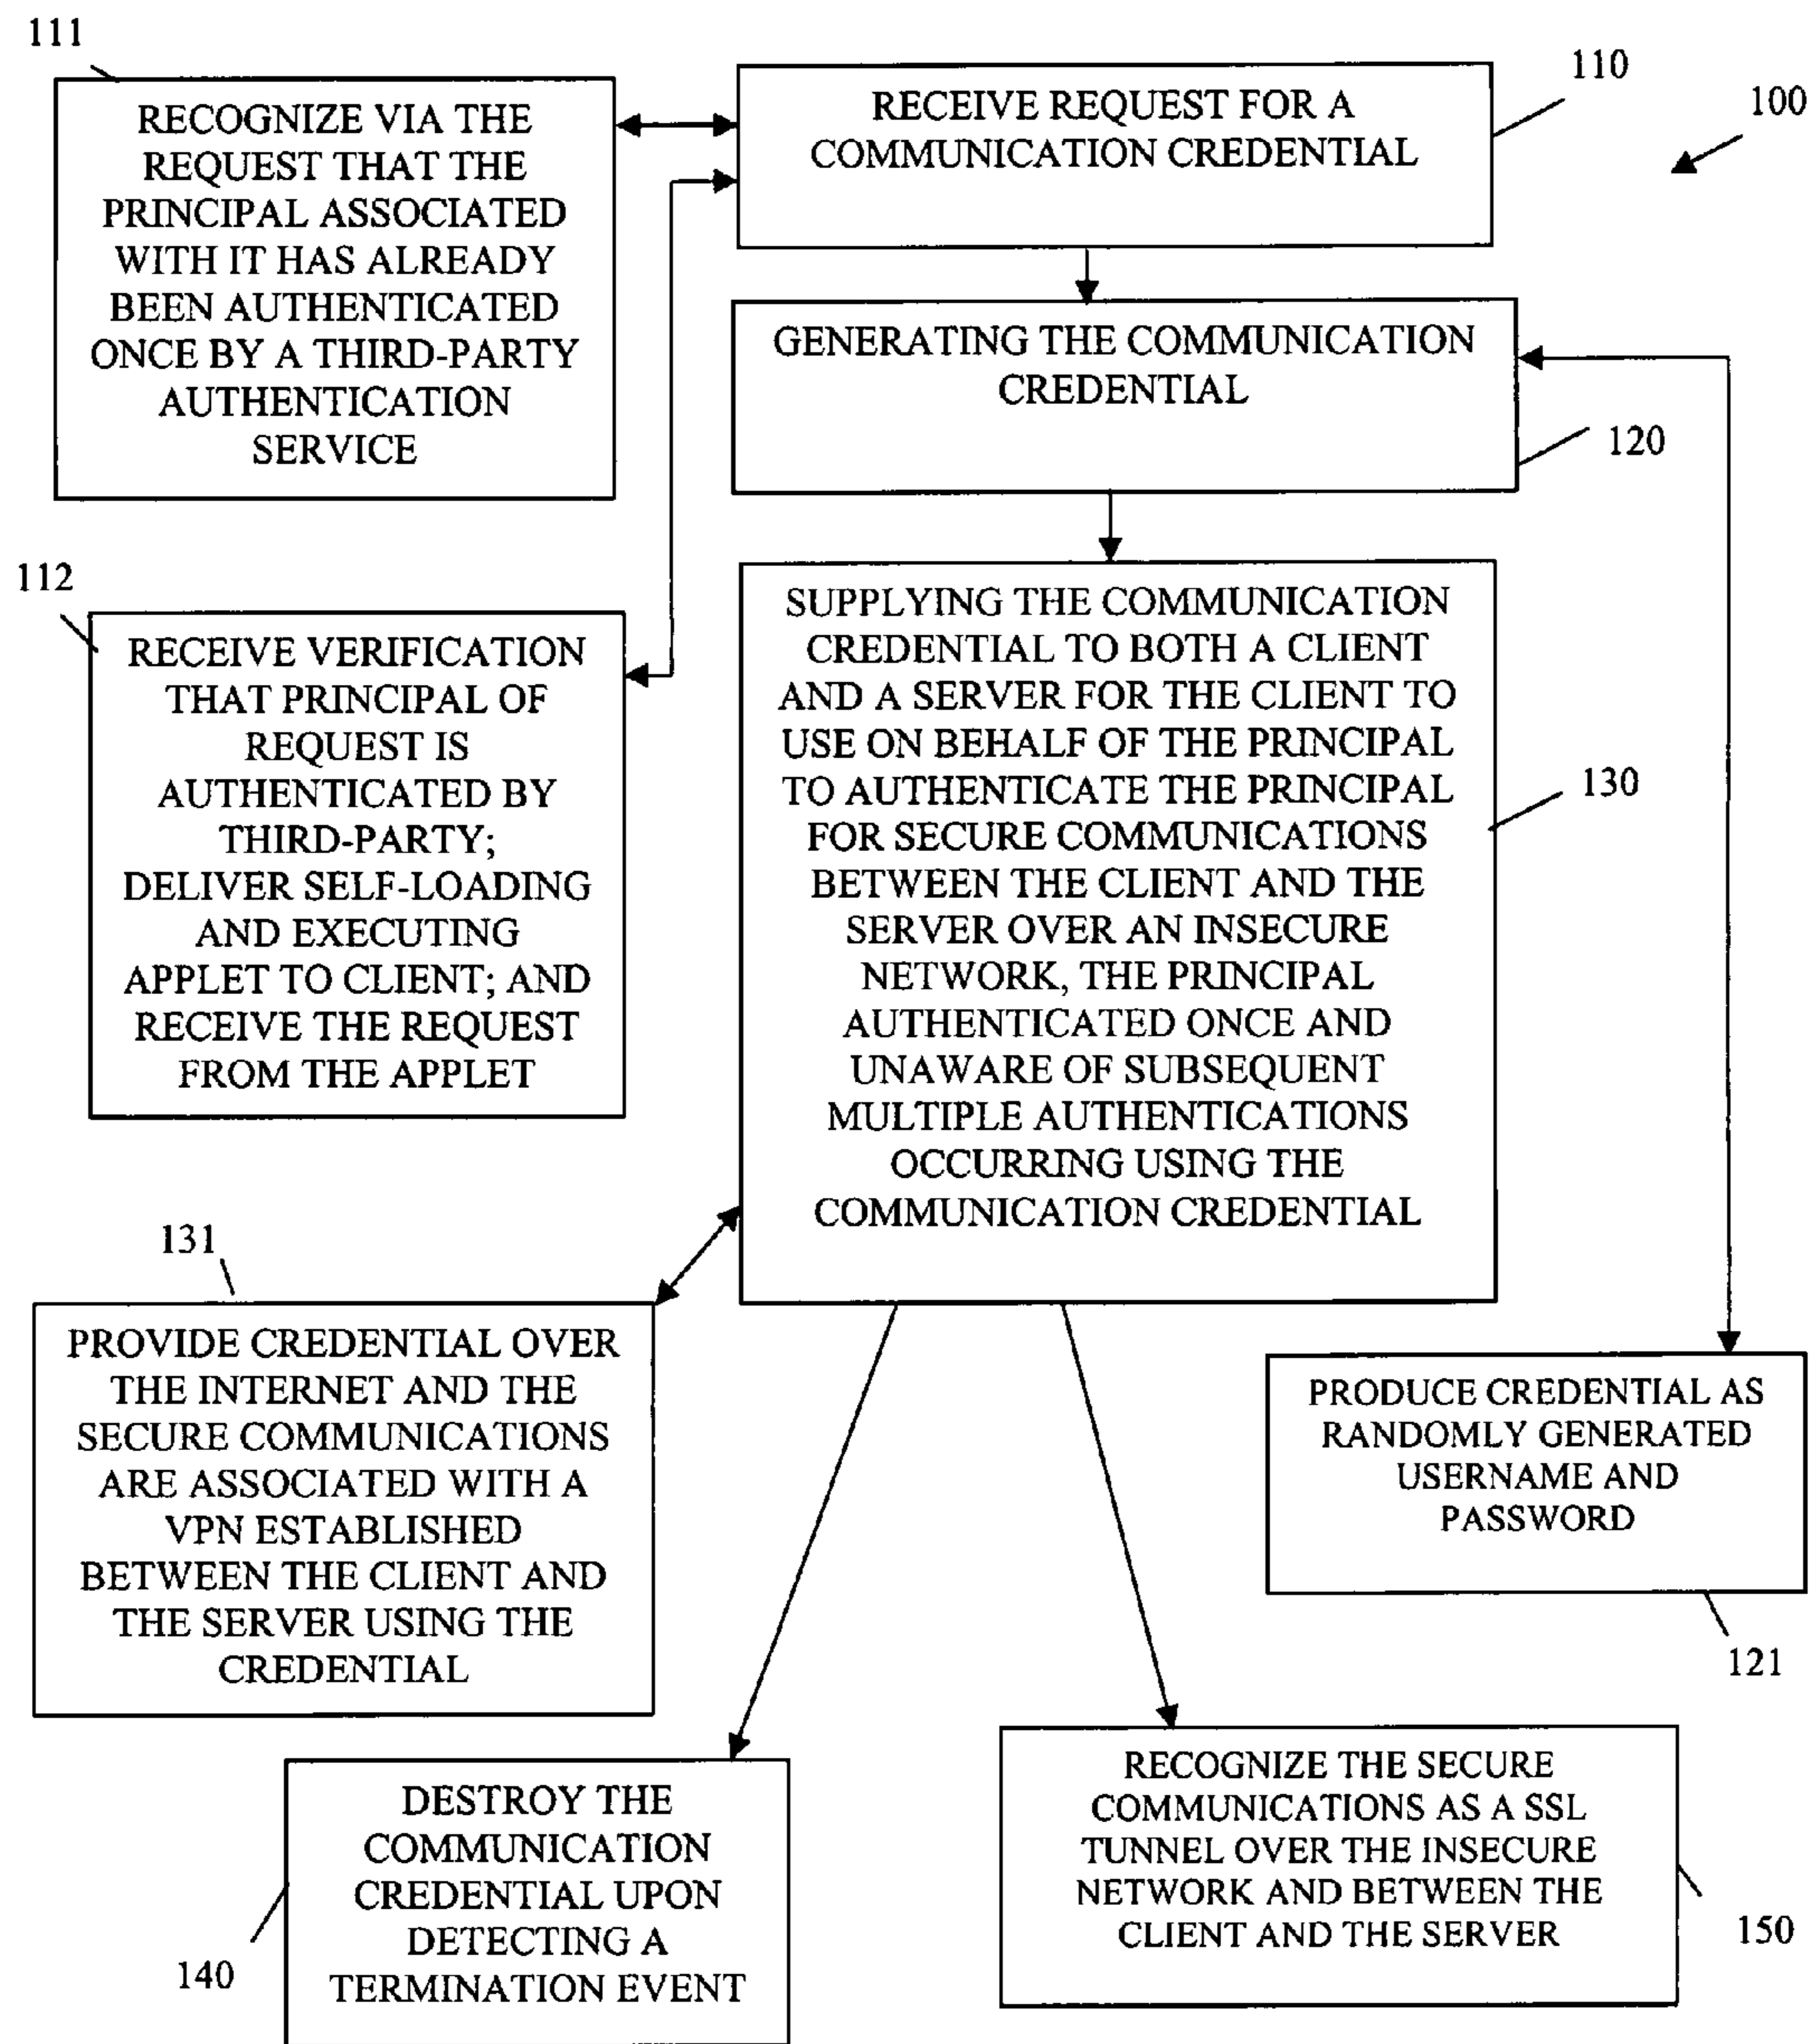 111
RECOGNIZE VIA THE
REQUEST THAT THE
PRINCIPAL ASSOCIATED
WITH IT HAS ALREADY
BEEN AUTHENTICATED
ONCE BY A THIRD-PARTY
AUTHENTICATION
SERVICE
RECEIVE REQUEST FOR A
COMMUNICATION CREDENTIAL
110
100
GENERATING THE COMMUNICATION
CREDENTIAL
120
112
RECEIVE VERIFICATION
THAT PRINCIPAL OF
REQUEST IS
AUTHENTICATED BY
THIRD-PARTY;
DELIVER SELF-LOADING
AND EXECUTING
APPLET TO CLIENT; AND
RECEIVE THE REQUEST
FROM THE APPLET
SUPPLYING THE COMMUNICATION
CREDENTIAL TO BOTH A CLIENT
AND A SERVER FOR THE CLIENT TO
USE ON BEHALF OF THE PRINCIPAL
TO AUTHENTICATE THE PRINCIPAL
FOR SECURE COMMUNICATIONS
BETWEEN THE CLIENT AND THE
SERVER OVER AN INSECURE
NETWORK, THE PRINCIPAL
AUTHENTICATED ONCE AND
UNAWARE OF SUBSEQUENT
MULTIPLE AUTHENTICATIONS
OCCURRING USING THE
COMMUNICATION CREDENTIAL
130
131
PROVIDE CREDENTIAL OVER
THE INTERNET AND THE
SECURE COMMUNICATIONS
ARE ASSOCIATED WITH A
VPN ESTABLISHED
BETWEEN THE CLIENT AND
THE SERVER USING THE
CREDENTIAL
PRODUCE CREDENTIAL AS
RANDOMLY GENERATED
USERNAME AND
PASSWORD
121
DESTROY THE
COMMUNICATION
CREDENTIAL UPON
DETECTING A
TERMINATION EVENT
140
RECOGNIZE THE SECURE
COMMUNICATIONS AS A SSL
TUNNEL OVER THE INSECURE
NETWORK AND BETWEEN THE
CLIENT AND THE SERVER
150